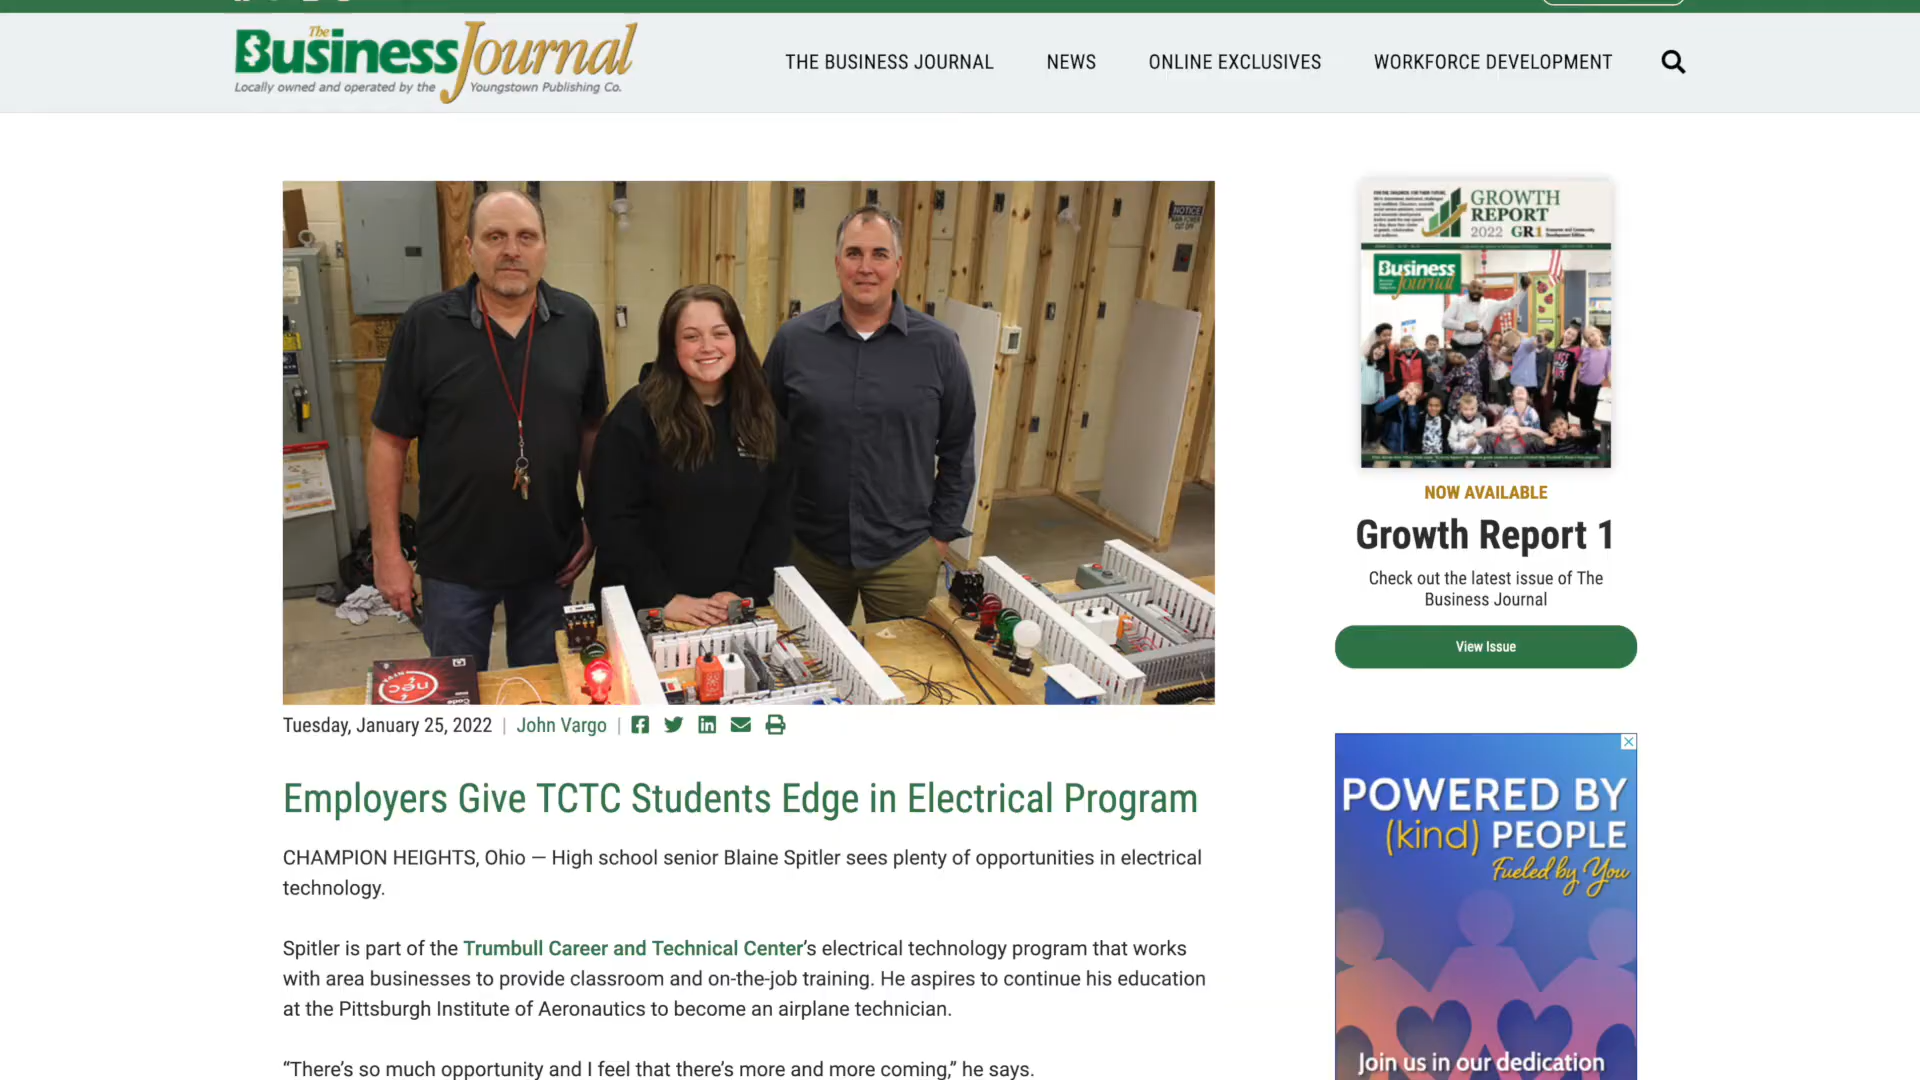 The
Business Journal
Locally owned and operated by the Youngstown Publishing Co.
THE BUSINESS JOURNAL
NEWS
ONLINE EXCLUSIVES
WORKFORCE DEVELOPMENT
NOTICE
nec
Code
GROWTH
REPORT
2022 GR1
Business
Journal
NOW AVAILABLE
Growth Report 1
Check out the latest issue of The
Business Journal
View Issue
Tuesday, January 25, 2022 | John Vargo |
Employers Give TCTC Students Edge in Electrical Program
CHAMPION HEIGHTS, Ohio — High school senior Blaine Spitler sees plenty of opportunities in electrical
technology.
Spitler is part of the Trumbull Career and Technical Center’s electrical technology program that works
with area businesses to provide classroom and on-the-job training. He aspires to continue his education
at the Pittsburgh Institute of Aeronautics to become an airplane technician.
“There’s so much opportunity and I feel that there’s more and more coming,” he says.
POWERED BY
(kind) PEOPLE
Fueled by You
Join us in our dedication